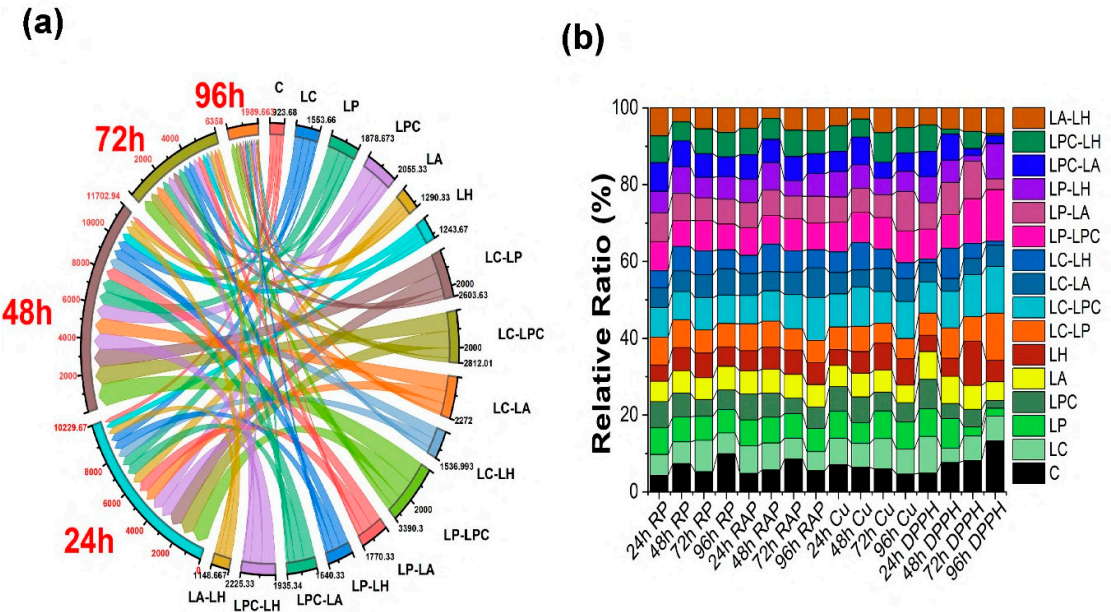 (a)
(b)
96h
72h
48h
24h
C
LC
LP
LPC
LA
LH
LC-LP
LC-LPC
LC-LA
LC-LH
LP-LPC
LP-LA
LP-LH
LPC-LA
LPC-LH
LA-LH
923.68
1553.66
1878.673
2055.33
1290.33
1243.67
2000
2603.63
2000
2812.01
2272
1536.993
2000
3390.3
1770.33
1640.33
1935.34
2225.33
1148.667
6358
4000
2000
11702.94
10000
8000
6000
4000
2000
10229.67
8000
6000
4000
2000
0
Relative Ratio (%)
100
80
60
40
20
0
24h RP
48h RP
72h RP
96h RP
24h RAP
48h RAP
72h RAP
96h RAP
24h Cu
48h Cu
72h Cu
96h Cu
24h DPPH
48h DPPH
72h DPPH
96h DPPH
LA-LH
LPC-LH
LPC-LA
LP-LH
LP-LA
LP-LPC
LC-LH
LC-LA
LC-LPC
LC-LP
LH
LA
LPC
LP
LC
C